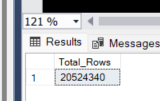 121 %
Results Messages
Total_Rows
1 20524340